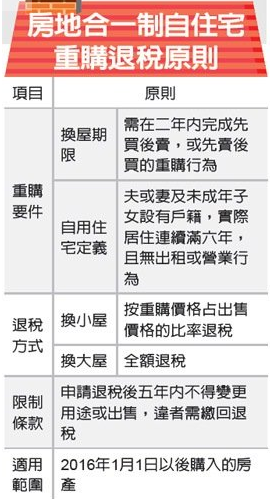 房地合一制自住宅
重購退稅原則
項目
原則
重購
要件
換屋期
限
需在二年內完成先
買後賣，或先賣後
買的重購行為
自用住
宅定義
夫或妻及未成年子
女設有戶籍，實際
居住連續滿六年，
且無出租或營業行
為
退稅
方式
換小屋
按重購價格占出售
價格的比率退稅
換大屋
全額退稅
限制
條款
申請退稅後五年內不得變更
用途或出售，違者需繳回退
稅
適用
範圍
2016年1月1日以後購入的房
產